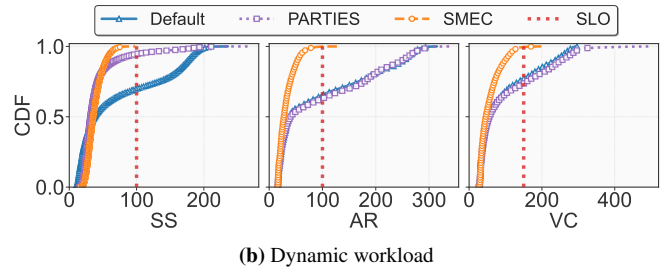 Default PARTIES SMEC SLO
CDF
1.0
0.5
0.0
0 100 200
0 100 200 300
0 200 400
SS AR VC
(b) Dynamic workload